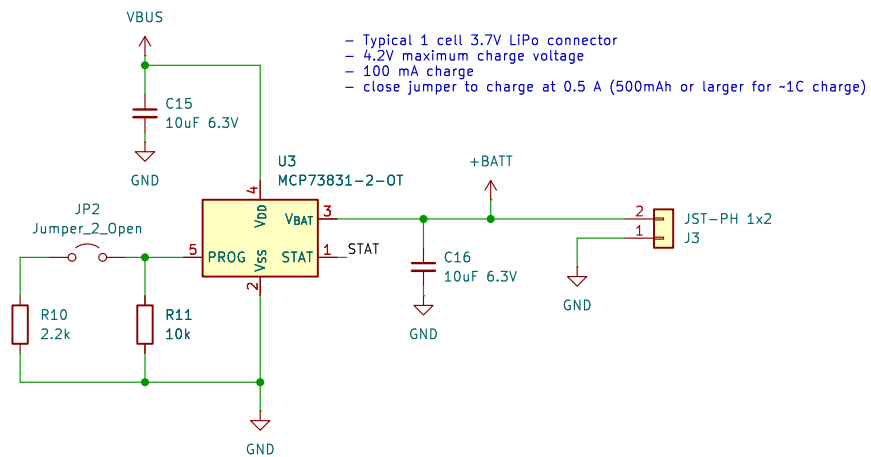 VBUS
– Typical 1 cell 3.7V LiPo connector
– 4.2V maximum charge voltage
– 100 mA charge
– close jumper to charge at 0.5 A (500mAh or larger for ~1C charge)
C15
10uF 6.3V
GND
U3
MCP73831-2-OT
+BATT
4
VDD
JP2
Jumper_2_Open
VBAT
3
2
JST-PH 1x2
1
J3
5
PROG
VSS
STAT
1
STAT
2
C16
10uF 6.3V
GND
GND
R10
2.2k
R11
10k
GND